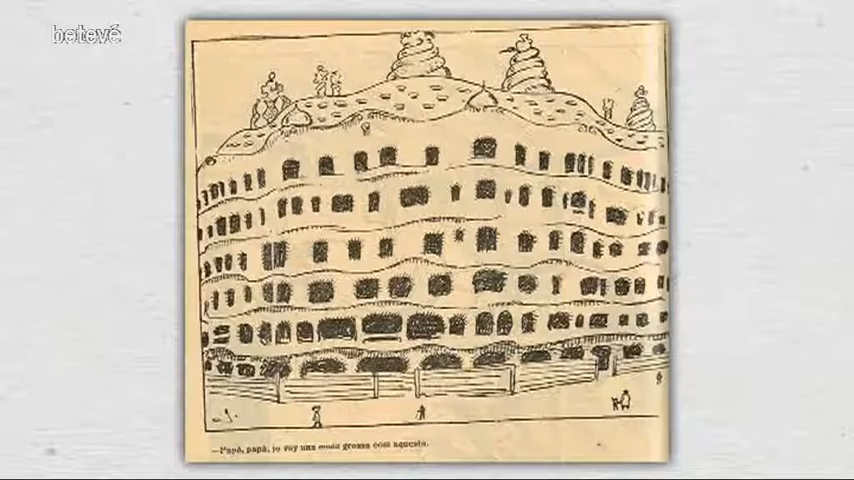 betevé
—Papà, papà, jo vuy una mona grossa com aquesta.